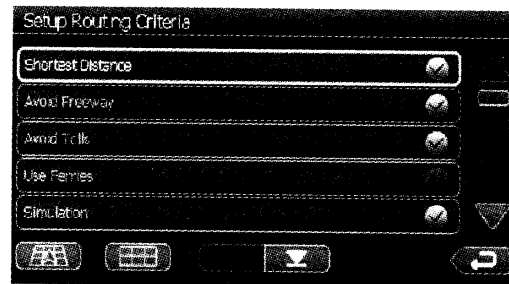 Setup Routing Criteria
Shortest Distance
Avoid Freeway
Avoid Tolls
Use Ferries
Simulation